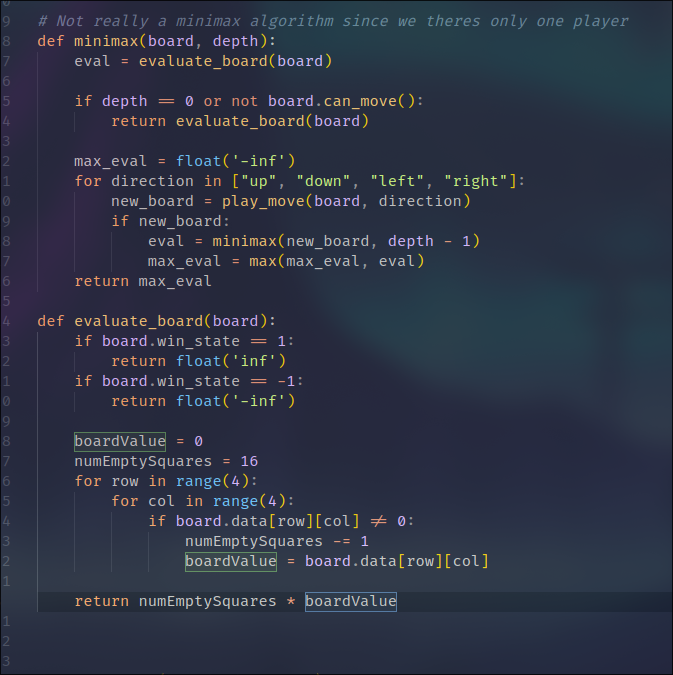 9 # Not really a minimax algorithm since we theres only one player
8 def minimax(board, depth):
7     eval = evaluate_board(board)
6
5     if depth == 0 or not board.can_move():
4         return evaluate_board(board)
3
2     max_eval = float('-inf')
1     for direction in ["up", "down", "left", "right"]:
0         new_board = play_move(board, direction)
9         if new_board:
8             eval = minimax(new_board, depth - 1)
7             max_eval = max(max_eval, eval)
6     return max_eval
5
4 def evaluate_board(board):
3     if board.win_state == 1:
2         return float('inf')
1     if board.win_state == -1:
0         return float('-inf')
9
8     boardValue = 0
7     numEmptySquares = 16
6     for row in range(4):
5         for col in range(4):
4             if board.data[row][col] != 0:
3                 numEmptySquares -= 1
2                 boardValue = board.data[row][col]
1
    return numEmptySquares * boardValue
1
2
3